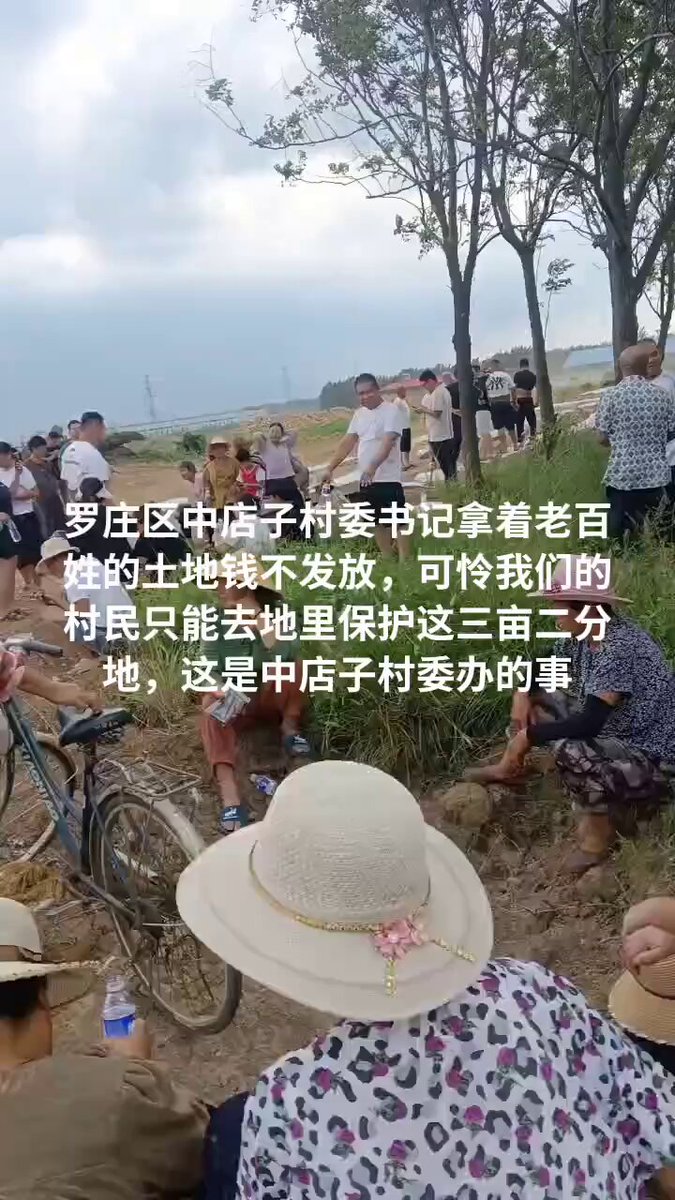 罗庄区中店子村委书记拿着老百
姓的土地钱不发放，可怜我们的
村民只能去地里保护这三亩二分
地，这是中店子村委办的事